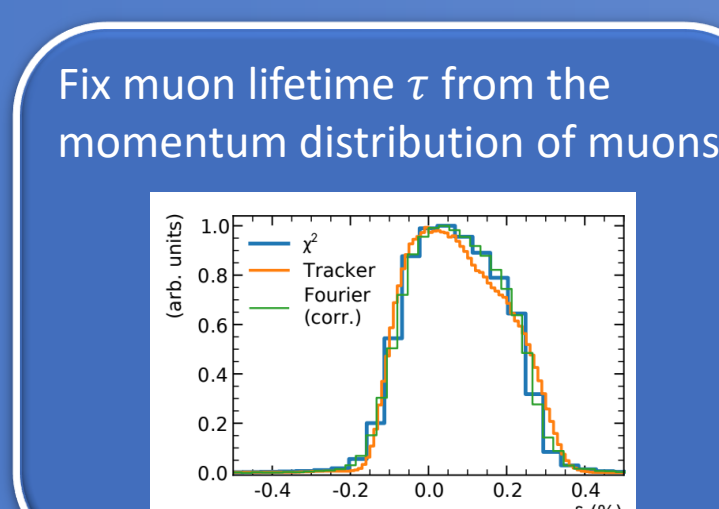 Fix muon lifetime τ from the
momentum distribution of muons
(arb. units)
1.0
0.8
0.6
0.4
0.2
0.0
χ²
Tracker
Fourier
(corr.)
-0.4 -0.2 0.0 0.2 0.4